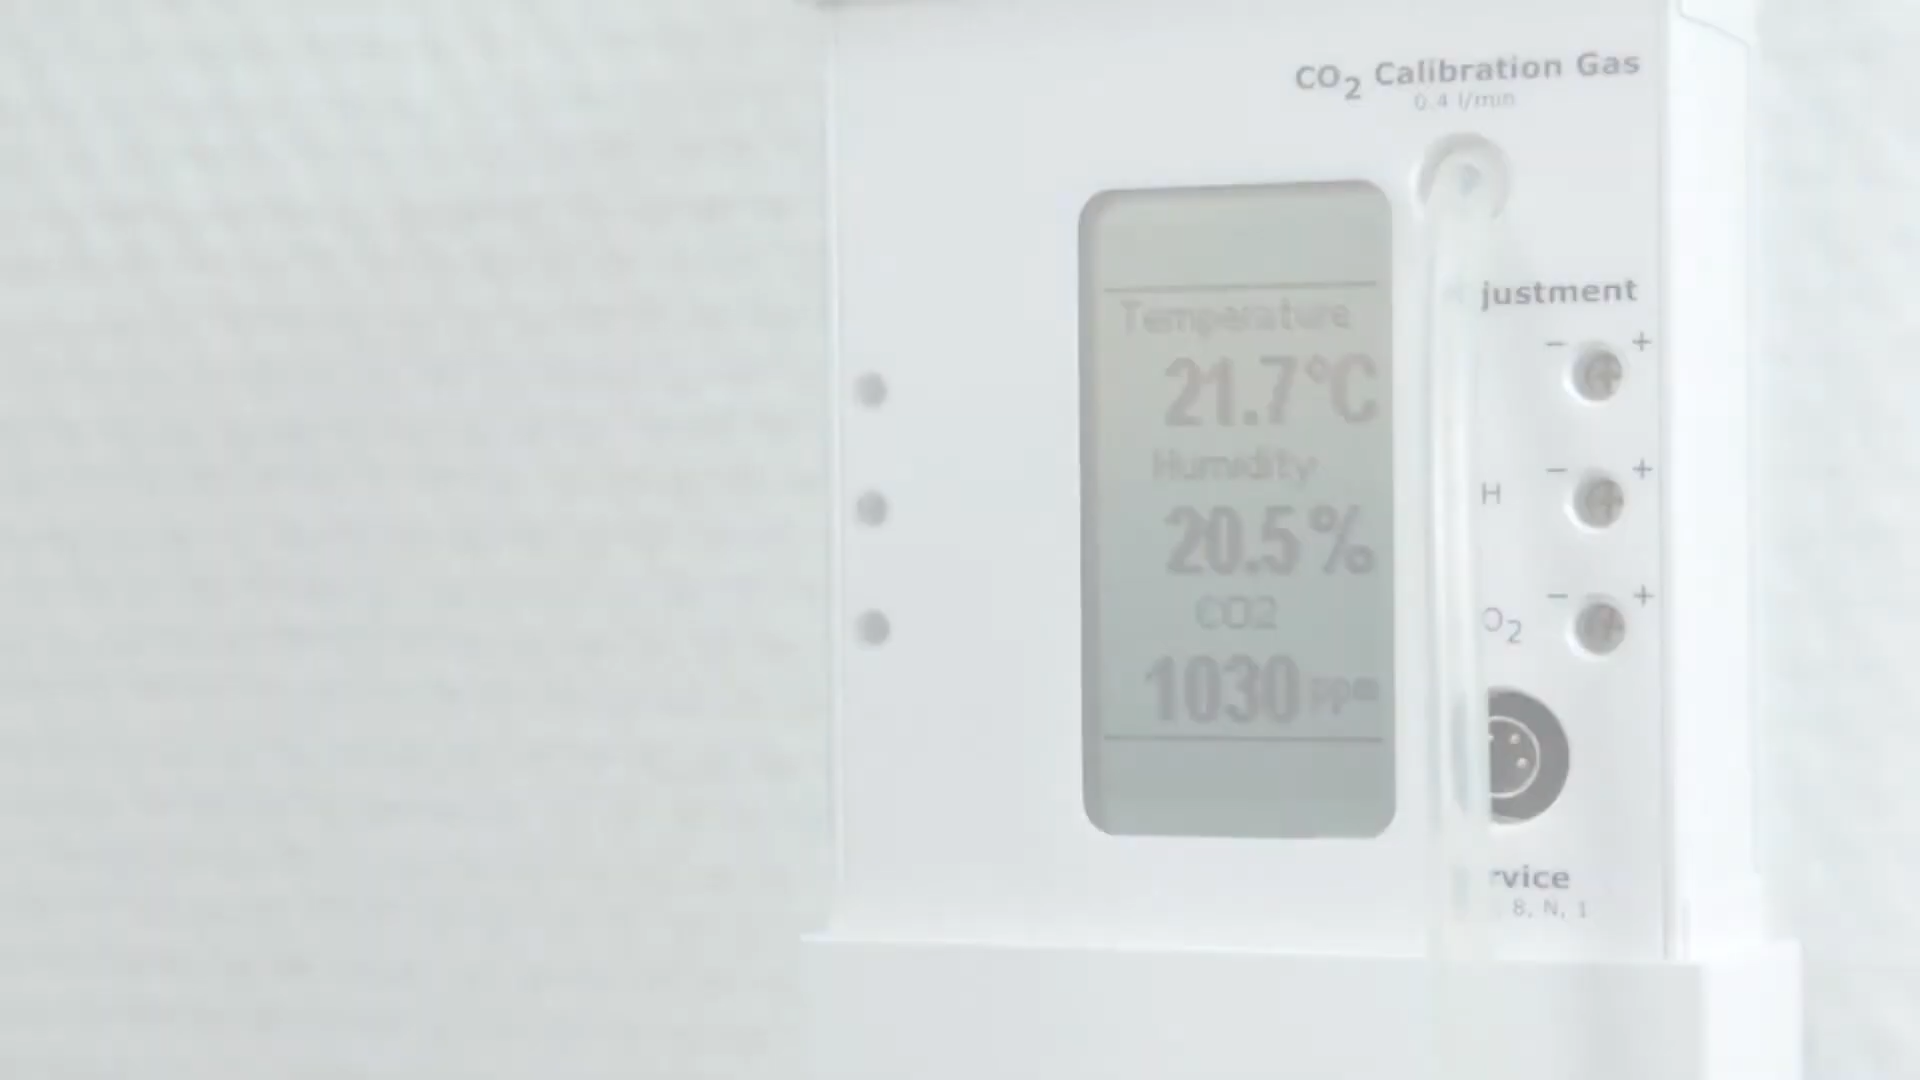 CO2 Calibration Gas
0.4 l/min
Temperature
21.7°C
Humidity
20.5%
CO2
1030 ppm
justment
- +
H - +
O2 - +
rvice
8, N, 1